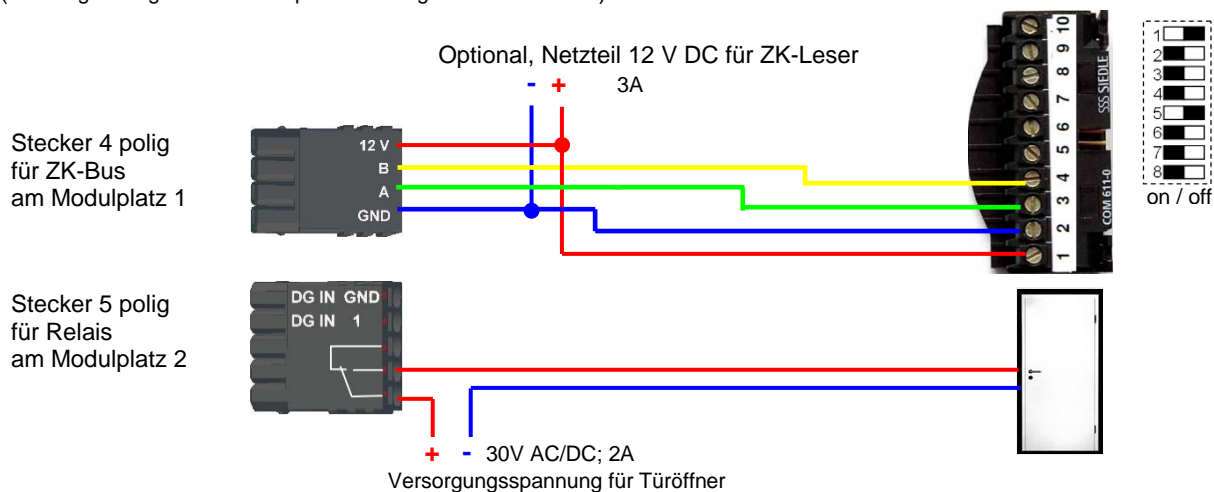 Optional, Netzteil 12 V DC für ZK-Leser
- +
3A
Stecker 4 polig
für ZK-Bus
am Modulplatz 1
12 V
B
A
GND
10
9
8
7
6
5
4
3
2
1
SSS SIEDLE
COM 611-0
1
2
3
4
5
6
7
8
on / off
Stecker 5 polig
für Relais
am Modulplatz 2
DG IN GND
DG IN 1
+ - 30V AC/DC; 2A
Versorgungsspannung für Türöffner